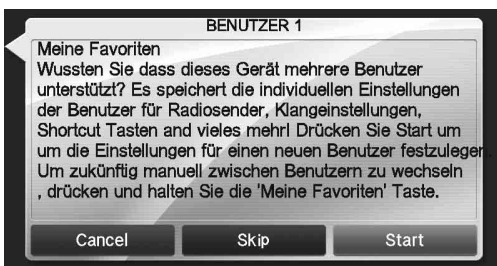 BENUTZER 1
Meine Favoriten
Wussten Sie dass dieses Gerät mehrere Benutzer
unterstützt? Es speichert die individuellen Einstellungen
der Benutzer für Radiosender, Klangeinstellungen,
Shortcut Tasten and vieles mehr! Drücken Sie Start um
um die Einstellungen für einen neuen Benutzer festzulegen
Um zukünftig manuell zwischen Benutzern zu wechseln
, drücken und halten Sie die 'Meine Favoriten' Taste.
Cancel Skip Start